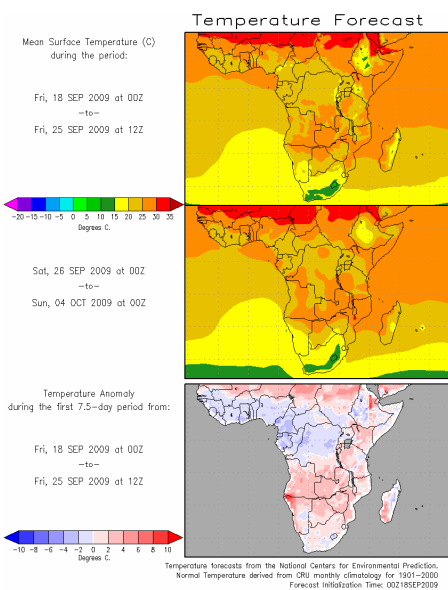 Temperature Forecast
Mean Surface Temperature (C)
during the period:
Fri, 18 SEP 2009 at 00Z
-to-
Fri, 25 SEP 2009 at 12Z
-20 -15 -10 -5 0 5 10 15 20 25 30 35
Degrees C.
Sat, 26 SEP 2009 at 00Z
-to-
Sun, 04 OCT 2009 at 00Z
Temperature Anomaly
during the first 7.5-day period from:
Fri, 18 SEP 2009 at 00Z
-to-
Fri, 25 SEP 2009 at 12Z
-10 -8 -6 -4 -2 0 2 4 6 8 10
Degrees C.
Temperature forecasts from the National Centers for Environmental Prediction.
Normal Temperature derived from CRU monthly climatology for 1901-2000
Forecast Initialization Time: 00Z18SEP2009